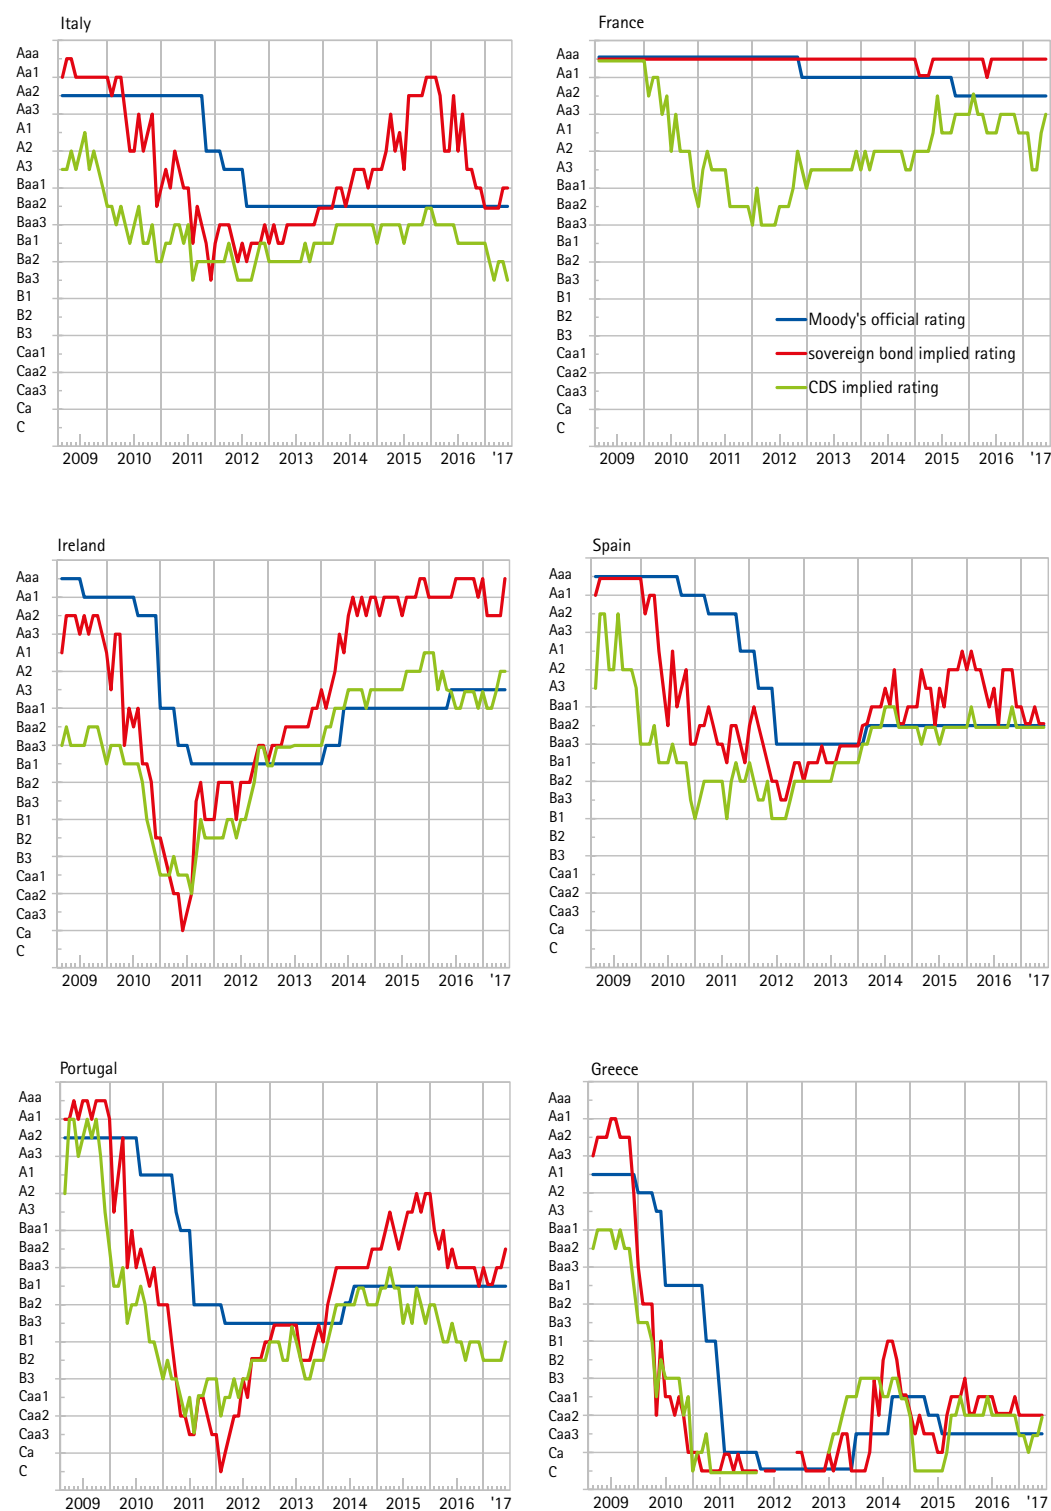 Italy
Aaa
Aa1
Aa2
Aa3
A1
A2
A3
Baa1
Baa2
Baa3
Ba1
Ba2
Ba3
B1
B2
B3
Caa1
Caa2
Caa3
Ca
C
2009 2010 2011 2012 2013 2014 2015 2016 '17
France
Aaa
Aa1
Aa2
Aa3
A1
A2
A3
Baa1
Baa2
Baa3
Ba1
Ba2
Ba3
B1
B2
B3
Caa1
Caa2
Caa3
Ca
C
Moody's official rating
sovereign bond implied rating
CDS implied rating
2009 2010 2011 2012 2013 2014 2015 2016 '17
Ireland
Aaa
Aa1
Aa2
Aa3
A1
A2
A3
Baa1
Baa2
Baa3
Ba1
Ba2
Ba3
B1
B2
B3
Caa1
Caa2
Caa3
Ca
C
2009 2010 2011 2012 2013 2014 2015 2016 '17
Spain
Aaa
Aa1
Aa2
Aa3
A1
A2
A3
Baa1
Baa2
Baa3
Ba1
Ba2
Ba3
B1
B2
B3
Caa1
Caa2
Caa3
Ca
C
2009 2010 2011 2012 2013 2014 2015 2016 '17
Portugal
Aaa
Aa1
Aa2
Aa3
A1
A2
A3
Baa1
Baa2
Baa3
Ba1
Ba2
Ba3
B1
B2
B3
Caa1
Caa2
Caa3
Ca
C
2009 2010 2011 2012 2013 2014 2015 2016 '17
Greece
Aaa
Aa1
Aa2
Aa3
A1
A2
A3
Baa1
Baa2
Baa3
Ba1
Ba2
Ba3
B1
B2
B3
Caa1
Caa2
Caa3
Ca
C
2009 2010 2011 2012 2013 2014 2015 2016 '17